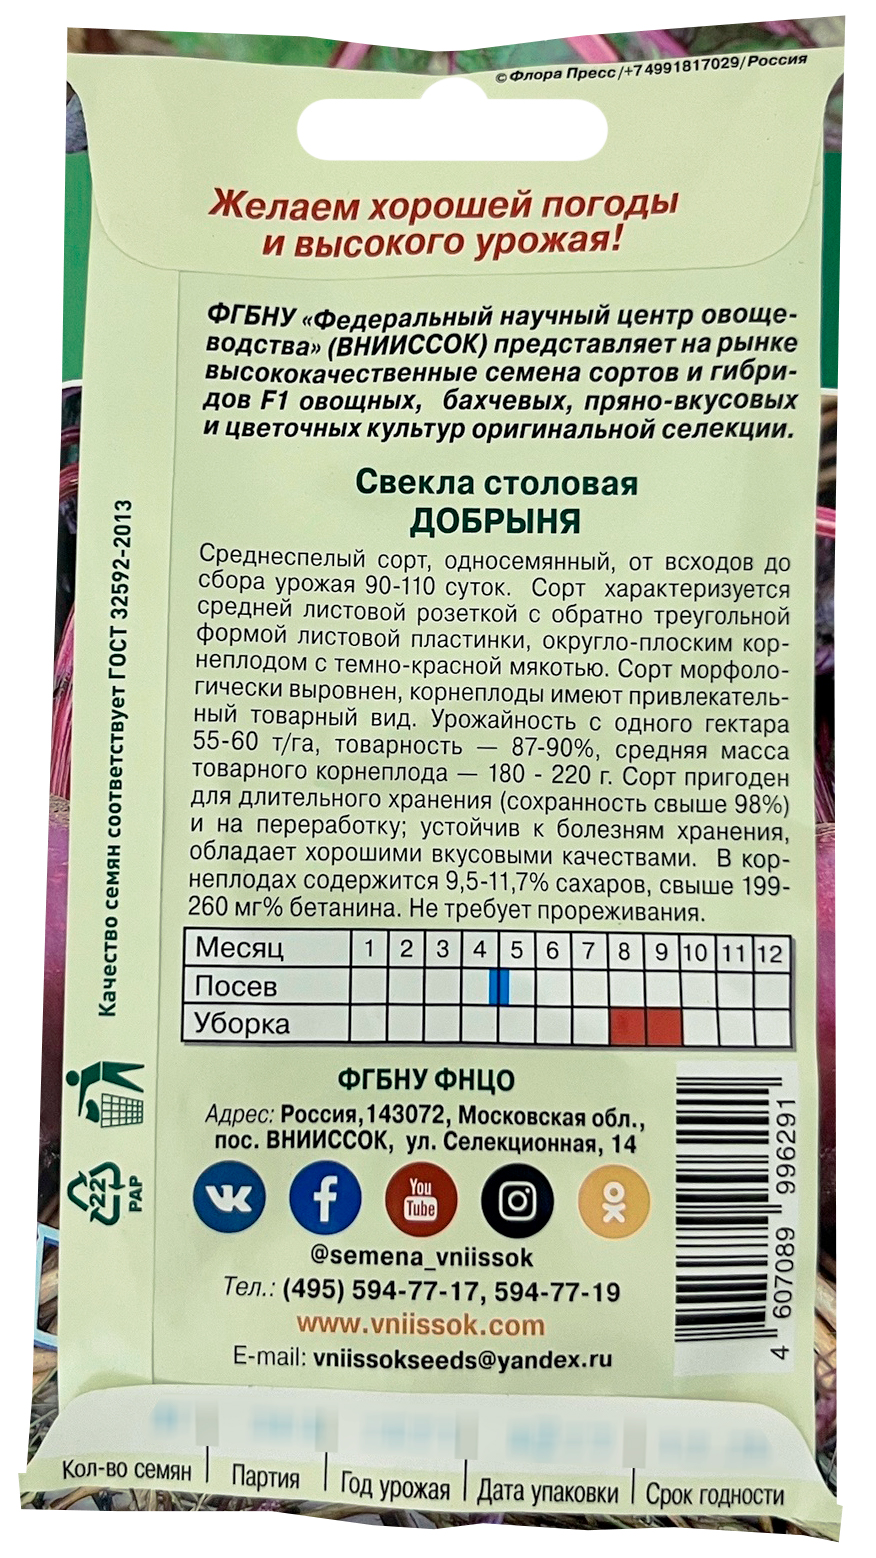 ©Флора Пресс/+74991817029/Россия
Желаем хорошей погоды
и высокого урожая!
ФГБНУ «Федеральный научный центр овоще-
водства» (ВНИИССОК) представляет на рынке
высококачественные семена сортов и гибри-
дов F1 овощных, бахчевых, пряно-вкусовых
и цветочных культур оригинальной селекции.
Свекла столовая
ДОБРЫНЯ
Среднеспелый сорт, односемянный, от всходов до
сбора урожая 90-110 суток. Сорт характеризуется
средней листовой розеткой с обратно треугольной
формой листовой пластинки, округло-плоским кор-
неплодом с темно-красной мякотью. Сорт морфоло-
гически выровнен, корнеплоды имеют привлекатель-
ный товарный вид. Урожайность с одного гектара
55-60 т/га, товарность — 87-90%, средняя масса
товарного корнеплода — 180 - 220 г. Сорт пригоден
для длительного хранения (сохранность свыше 98%)
и на переработку; устойчив к болезням хранения,
обладает хорошими вкусовыми качествами. В кор-
неплодах содержится 9,5-11,7% сахаров, свыше 199-
260 мг% бетанина. Не требует прореживания.
Месяц 1 2 3 4 5 6 7 8 9 10 11 12
Посев
Уборка
Качество семян соответствует ГОСТ 32592-2013
22
PAP
ФГБНУ ФНЦО
Адрес: Россия,143072, Московская обл.,
пос. ВНИИССОК, ул. Селекционная, 14
You
Tube
@semena_vniissok
Тел.: (495) 594-77-17, 594-77-19
www.vniissok.com
E-mail: vniissokseeds@yandex.ru
4 607089 996291
Кол-во семян | Партия | Год урожая | Дата упаковки | Срок годности